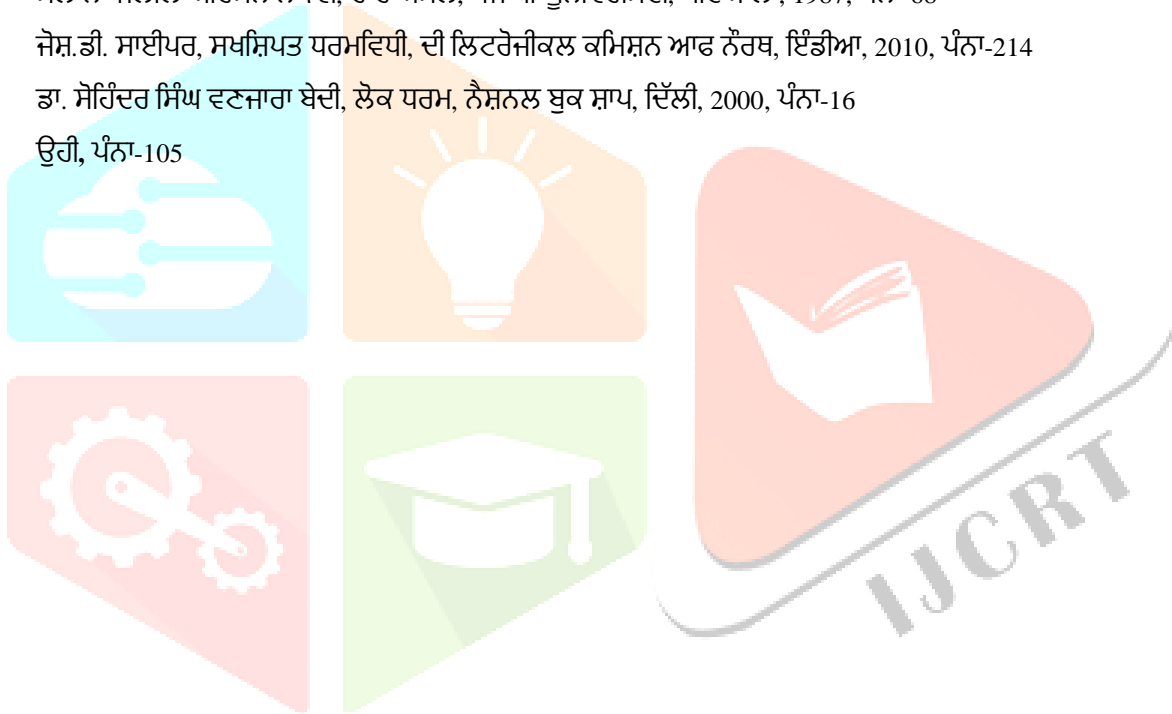 1987,
ਜੋਸ਼.ਡੀ. ਸਾਈਪਰ, ਸਖਸ਼ਿਪਤ ਧਰਮਵਿਧੀ, ਦੀ ਲਿਟਰੋਜੀਕਲ ਕਮਿਸ਼ਨ ਆਫ ਨੌਰਥ, ਇੰਡੀਆ, 2010, ਪੰਨਾ-214
ਡਾ. ਸੋਹਿੰਦਰ ਸਿੰਘ ਵਣਜਾਰਾ ਬੇਦੀ, ਲੋਕ ਧਰਮ, ਨੈਸ਼ਨਲ ਬੁਕ ਸ਼ਾਪ, ਦਿੱਲੀ, 2000, ਪੰਨਾ-16
ਉਹੀ, ਪੰਨਾ-105
IJCRT